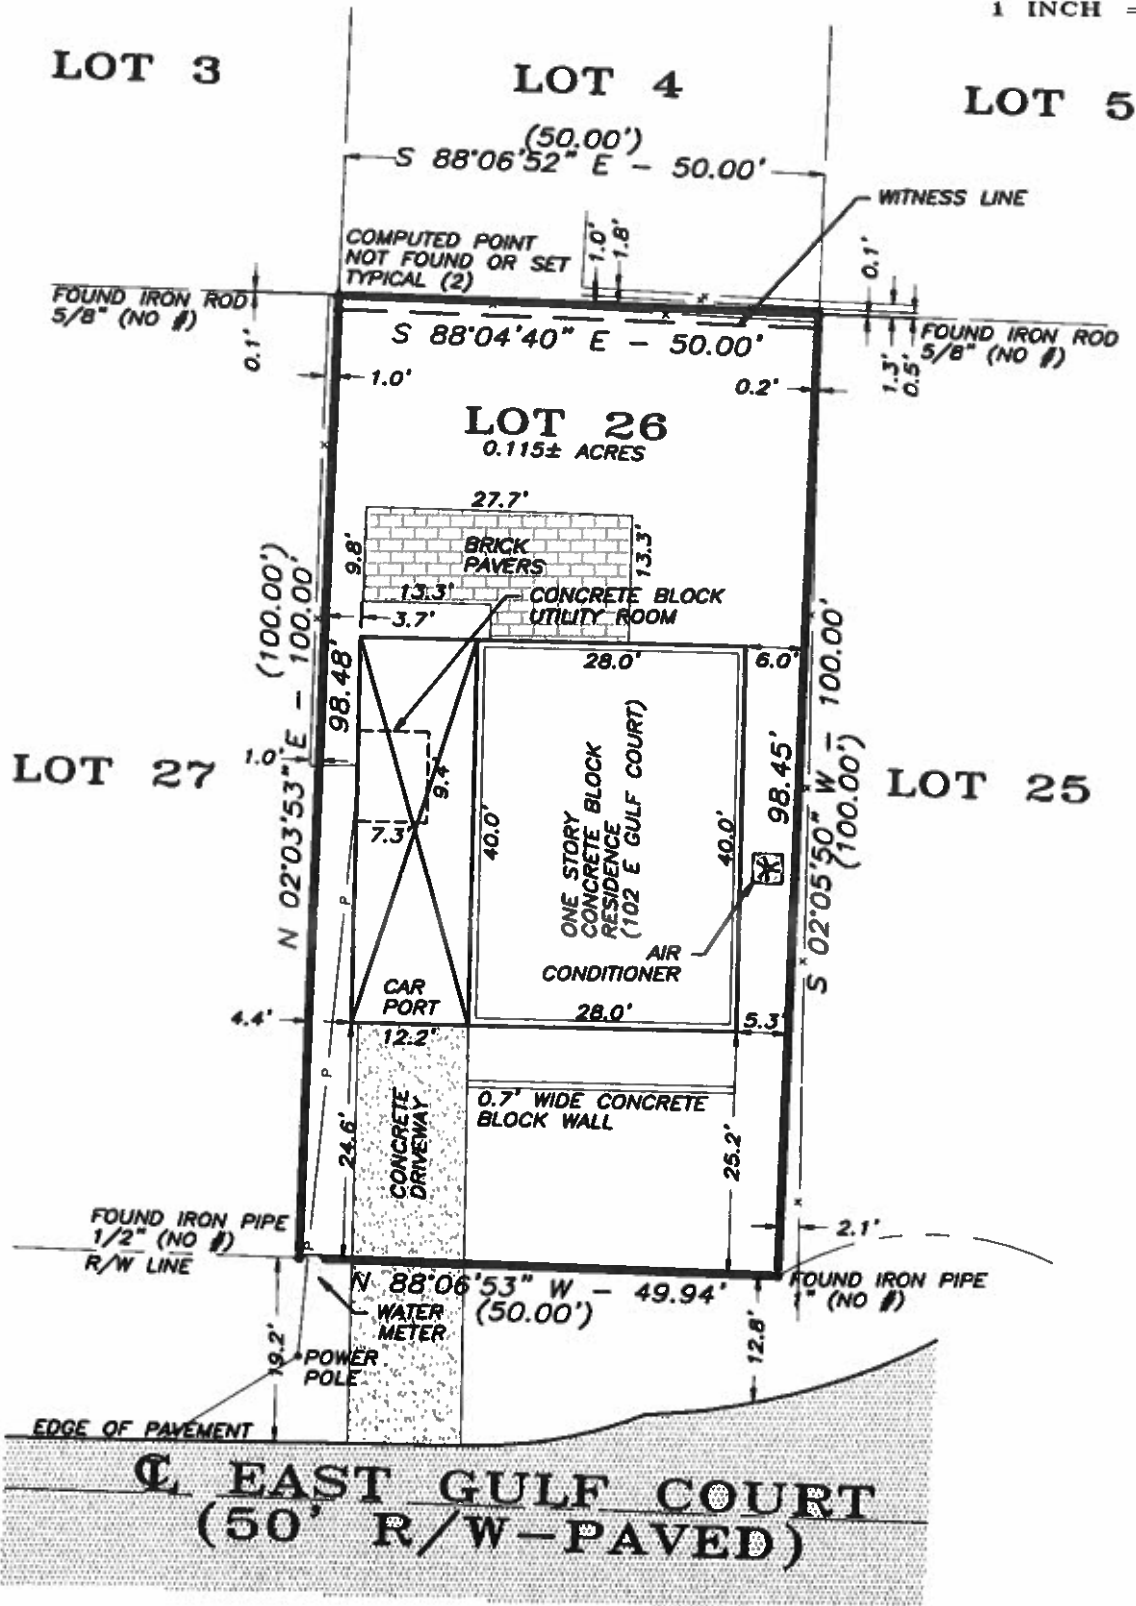 1 INCH =
LOT 3
LOT 4
LOT 5
(50.00')
S 88°06'52" E - 50.00'
WITNESS LINE
COMPUTED POINT
NOT FOUND OR SET
TYPICAL (2)
1.0'
1.8'
0.1'
FOUND IRON ROD
5/8" (NO #)
0.1'
S 88°04'40" E - 50.00'
FOUND IRON ROD
5/8" (NO #)
1.3'
0.5'
1.0'
0.2'
LOT 26
0.115± ACRES
27.7'
9.8'
BRICK
PAVERS
13.3'
13.3'
3.7'
CONCRETE BLOCK
UTILITY ROOM
28.0'
6.0'
N 02°03'53" E - 100.00'
(100.00')
98.48'
S 02°05'50" W - 100.00'
(100.00')
98.45'
LOT 27
1.0'
LOT 25
9.4'
7.3'
40.0'
ONE STORY
CONCRETE BLOCK
RESIDENCE
(102 E GULF COURT)
40.0'
AIR
CONDITIONER
CAR
PORT
28.0'
4.4'
12.2'
5.3'
0.7' WIDE CONCRETE
BLOCK WALL
CONCRETE
DRIVEWAY
24.6'
25.2'
FOUND IRON PIPE
1/2" (NO #)
R/W LINE
2.1'
N 88°06'53" W - 49.94'
(50.00')
FOUND IRON PIPE
" (NO #)
WATER
METER
19.2'
12.8'
POWER
POLE
EDGE OF PAVEMENT
℄ EAST GULF COURT
(50' R/W-PAVED)